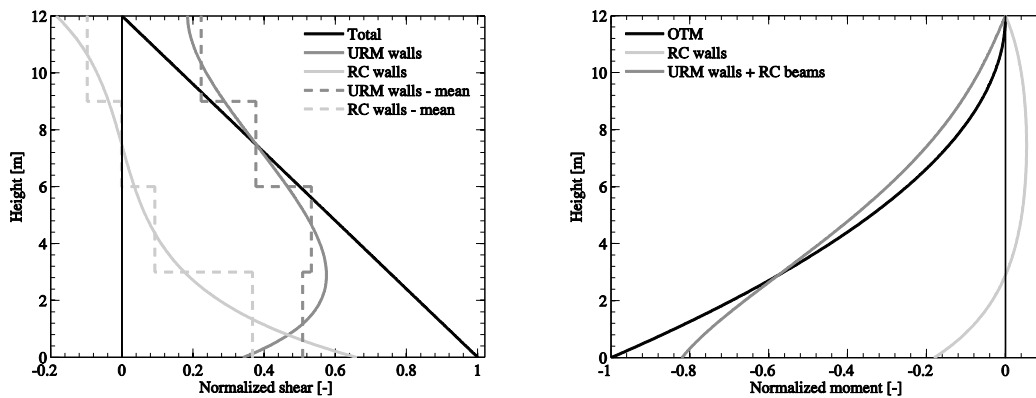 12
10
8
6
4
2
0
Height [m]
-0.2
0
0.2
0.4
0.6
0.8
1
Normalized shear [-]
Total
URM walls
RC walls
URM walls - mean
RC walls - mean
12
10
8
6
4
2
0
Height [m]
-1
-0.8
-0.6
-0.4
-0.2
0
Normalized moment [-]
OTM
RC walls
URM walls + RC beams